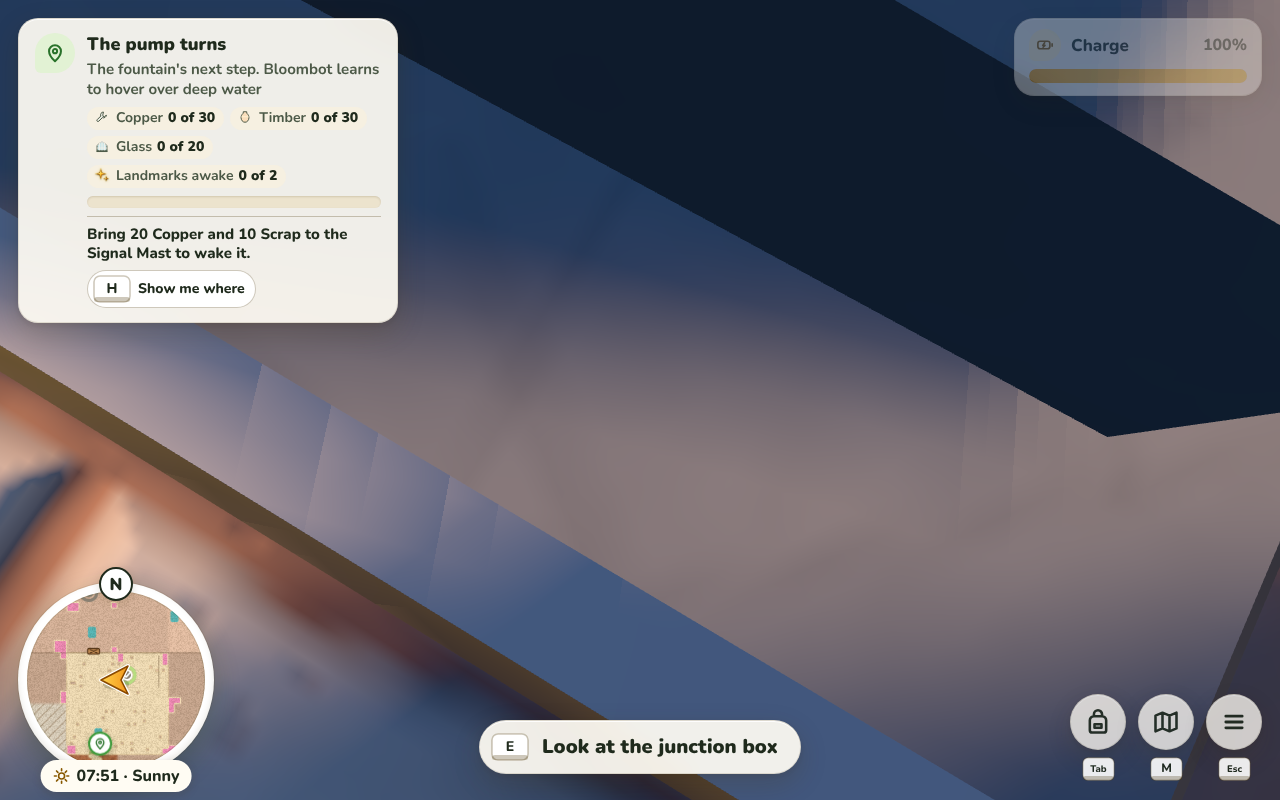 The pump turns
The fountain's next step. Bloombot learns
to hover over deep water
Copper 0 of 30 Timber 0 of 30
Glass 0 of 20
Landmarks awake 0 of 2
Bring 20 Copper and 10 Scrap to the
Signal Mast to wake it.
H Show me where
Charge 100%
N
07:51 · Sunny
E Look at the junction box
Tab M Esc